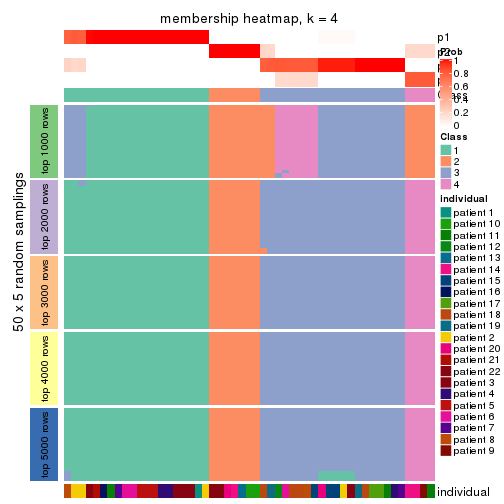 membership heatmap, k = 4
p1
p2
Prob
1
0.8
0.6
0.4
0.2
0
Class
1
2
3
4
individual
patient 1
patient 10
patient 11
patient 12
patient 13
patient 14
patient 15
patient 16
patient 17
patient 18
patient 19
patient 2
patient 20
patient 21
patient 22
patient 3
patient 4
patient 5
patient 6
patient 7
patient 8
patient 9
50 x 5 random samplings
top 1000 rows
top 2000 rows
top 3000 rows
top 4000 rows
top 5000 rows
individual